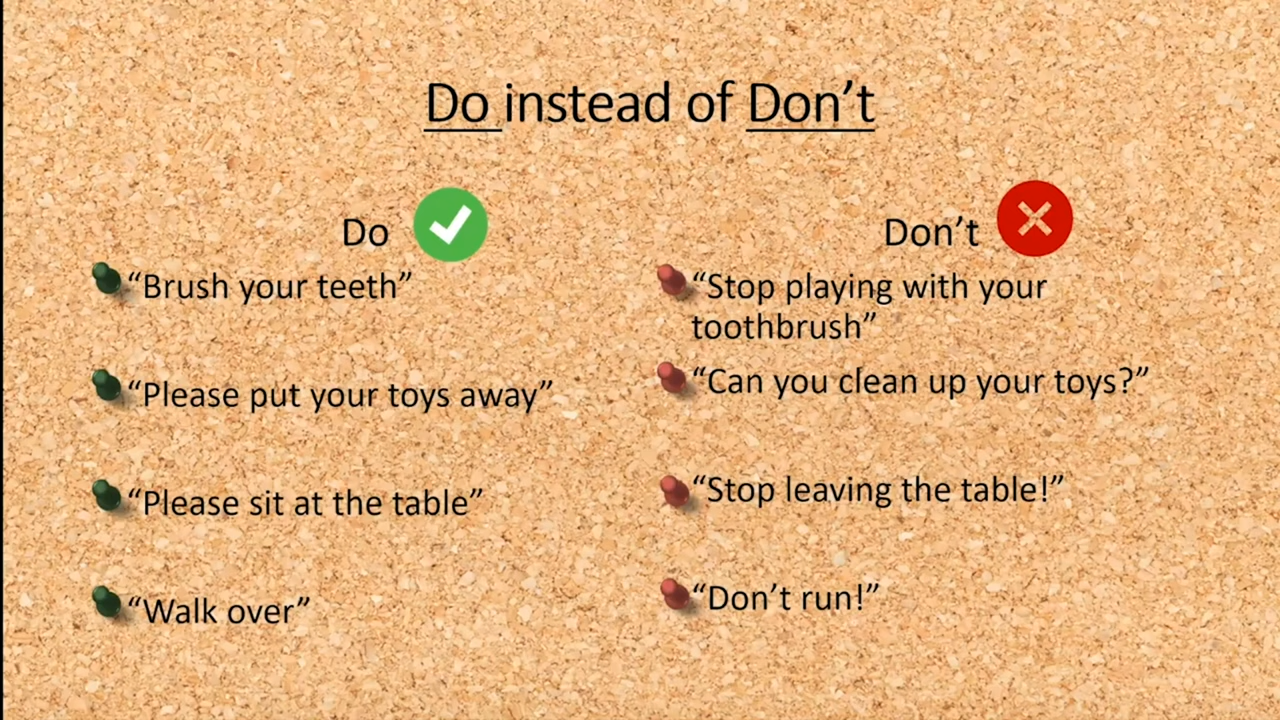 Do instead of Don’t
Do
“Brush your teeth”
“Please put your toys away”
“Please sit at the table”
“Walk over”
Don’t
“Stop playing with your
toothbrush”
“Can you clean up your toys?”
“Stop leaving the table!”
“Don’t run!”